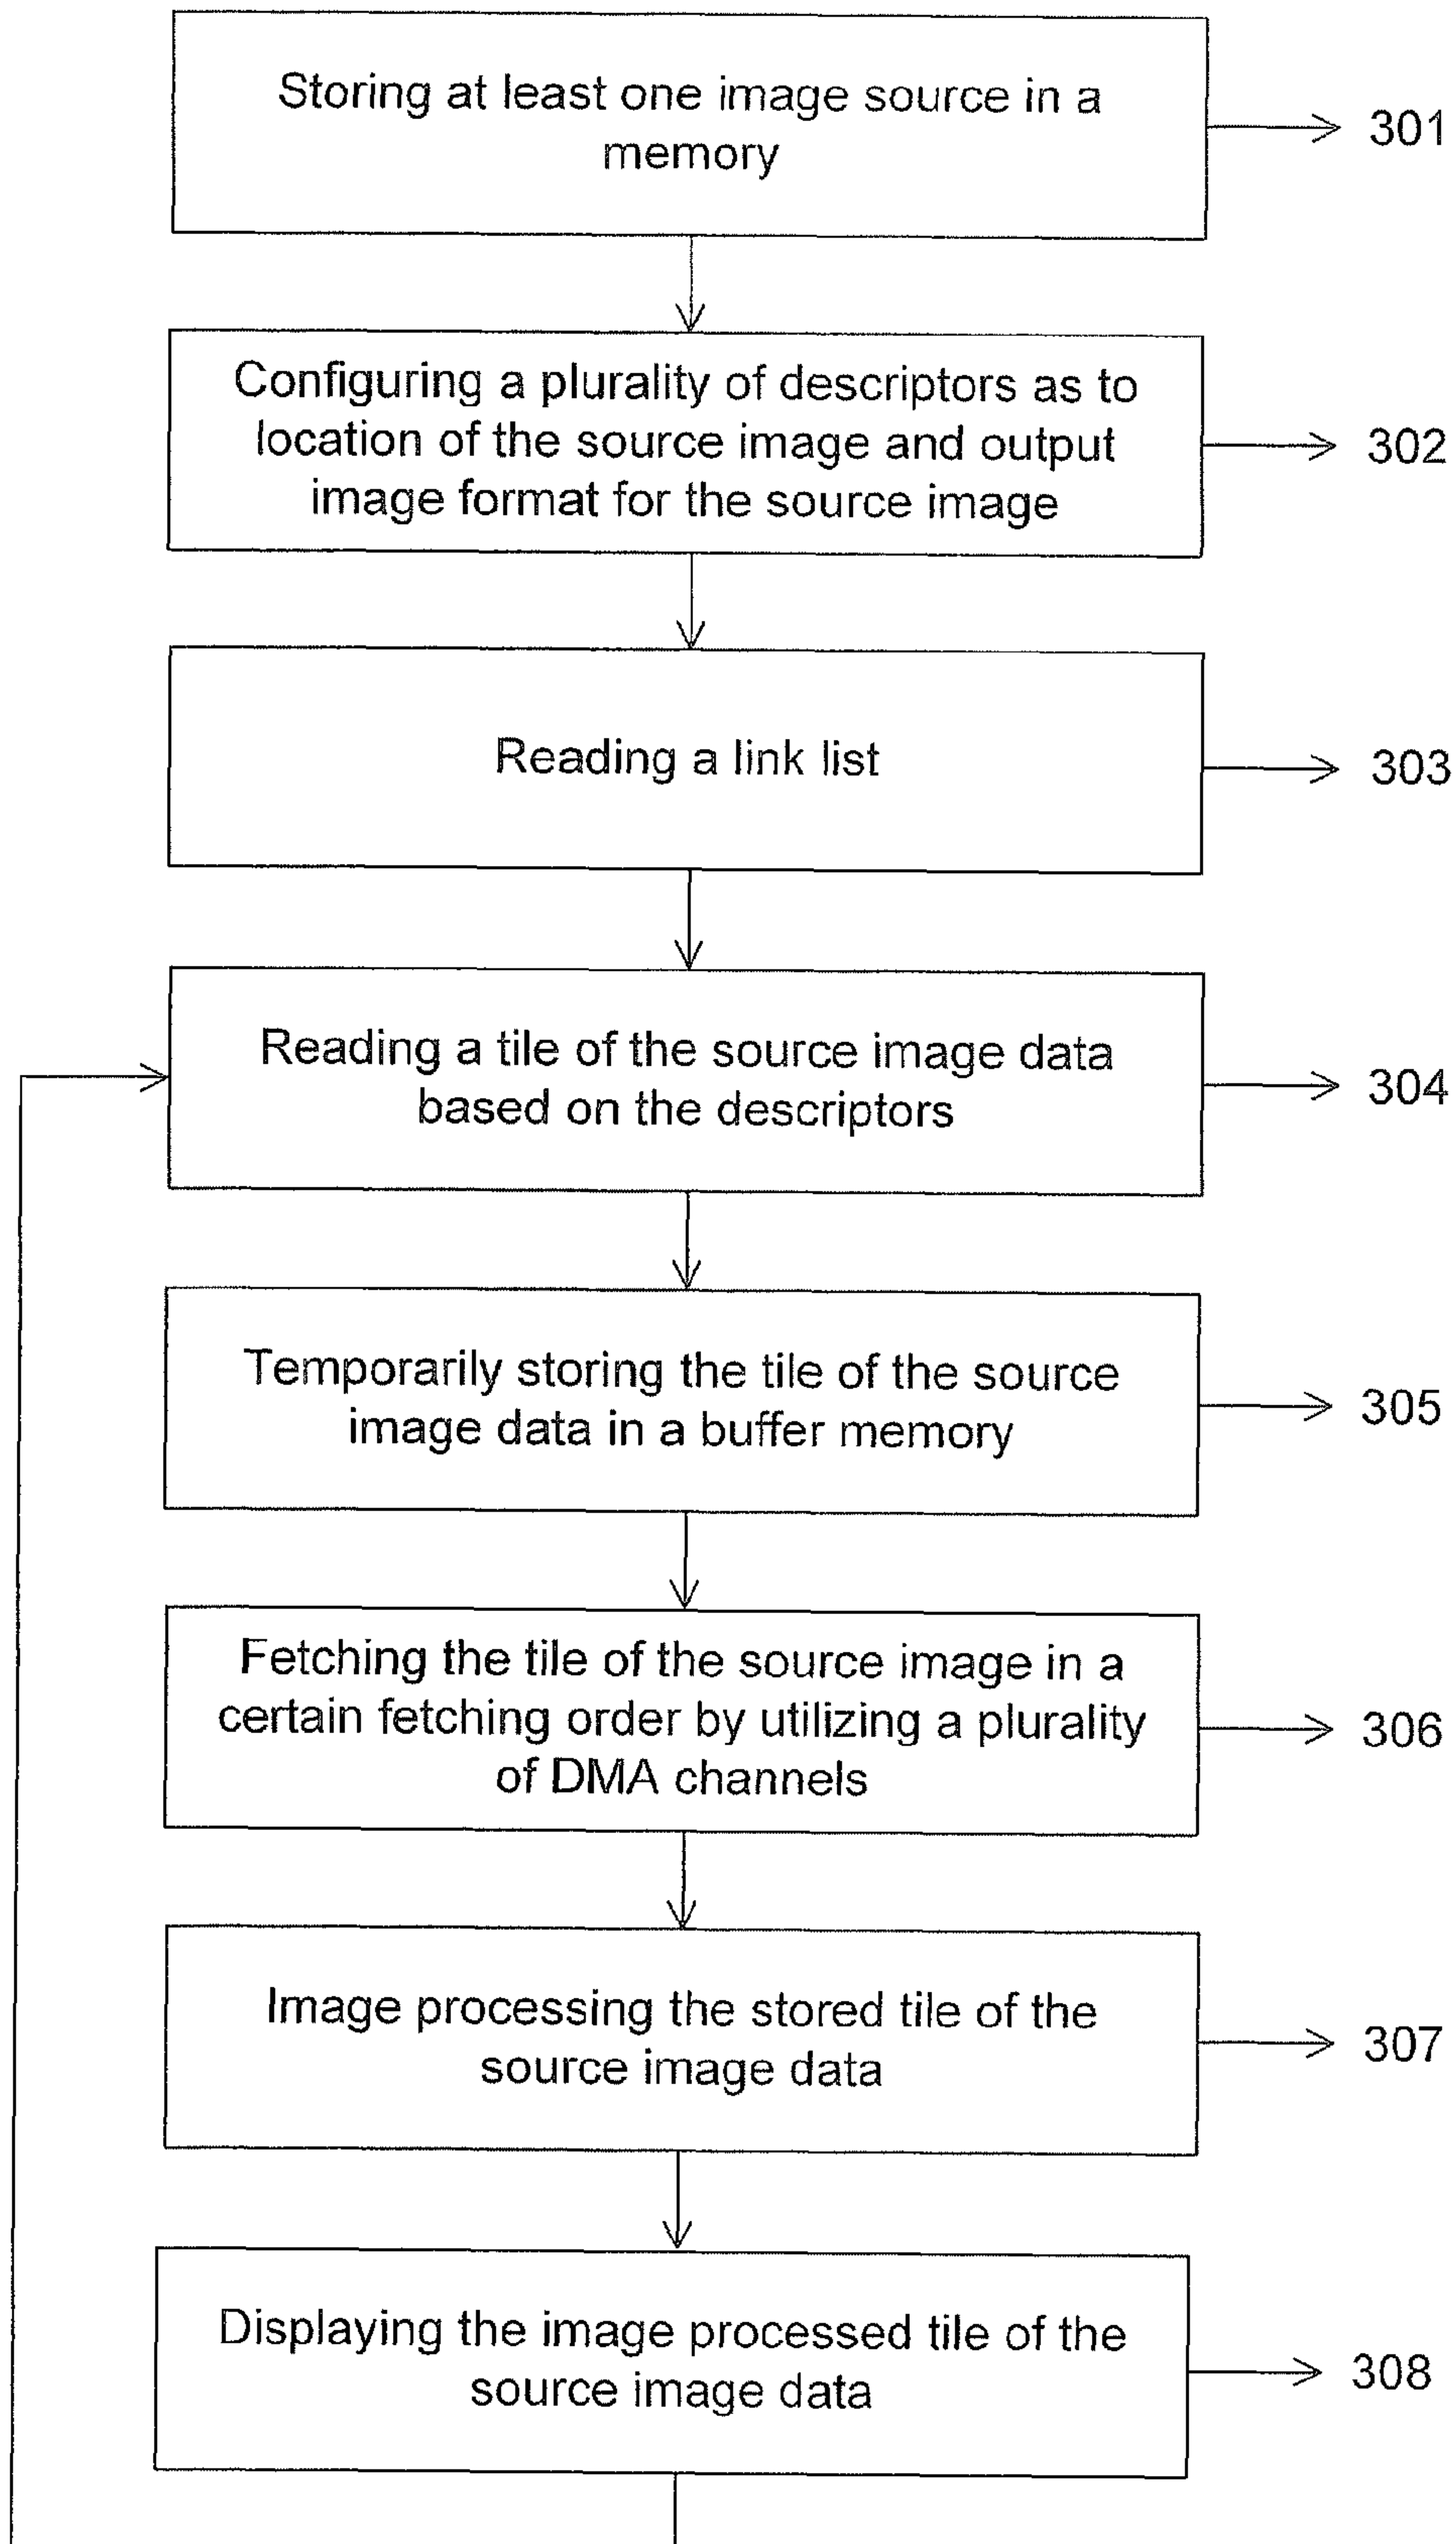 Storing at least one image source in a
memory
301
Configuring a plurality of descriptors as to
location of the source image and output
image format for the source image
302
Reading a link list
303
Reading a tile of the source image data
based on the descriptors
304
Temporarily storing the tile of the source
image data in a buffer memory
305
Fetching the tile of the source image in a
certain fetching order by utilizing a plurality
of DMA channels
306
Image processing the stored tile of the
source image data
307
Displaying the image processed tile of the
source image data
308